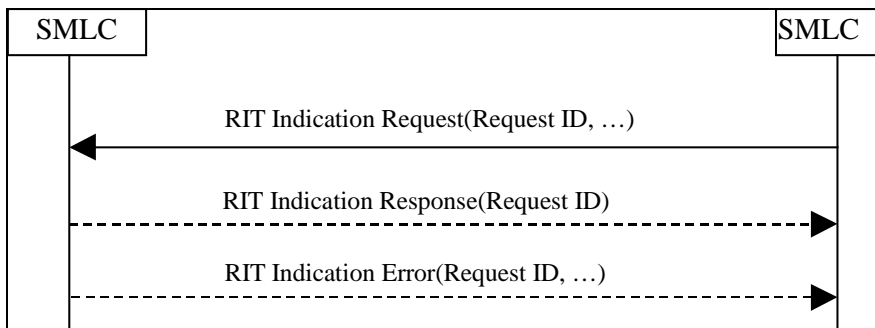 SMLC
SMLC
RIT Indication Request(Request ID, …)
RIT Indication Response(Request ID)
RIT Indication Error(Request ID, …)